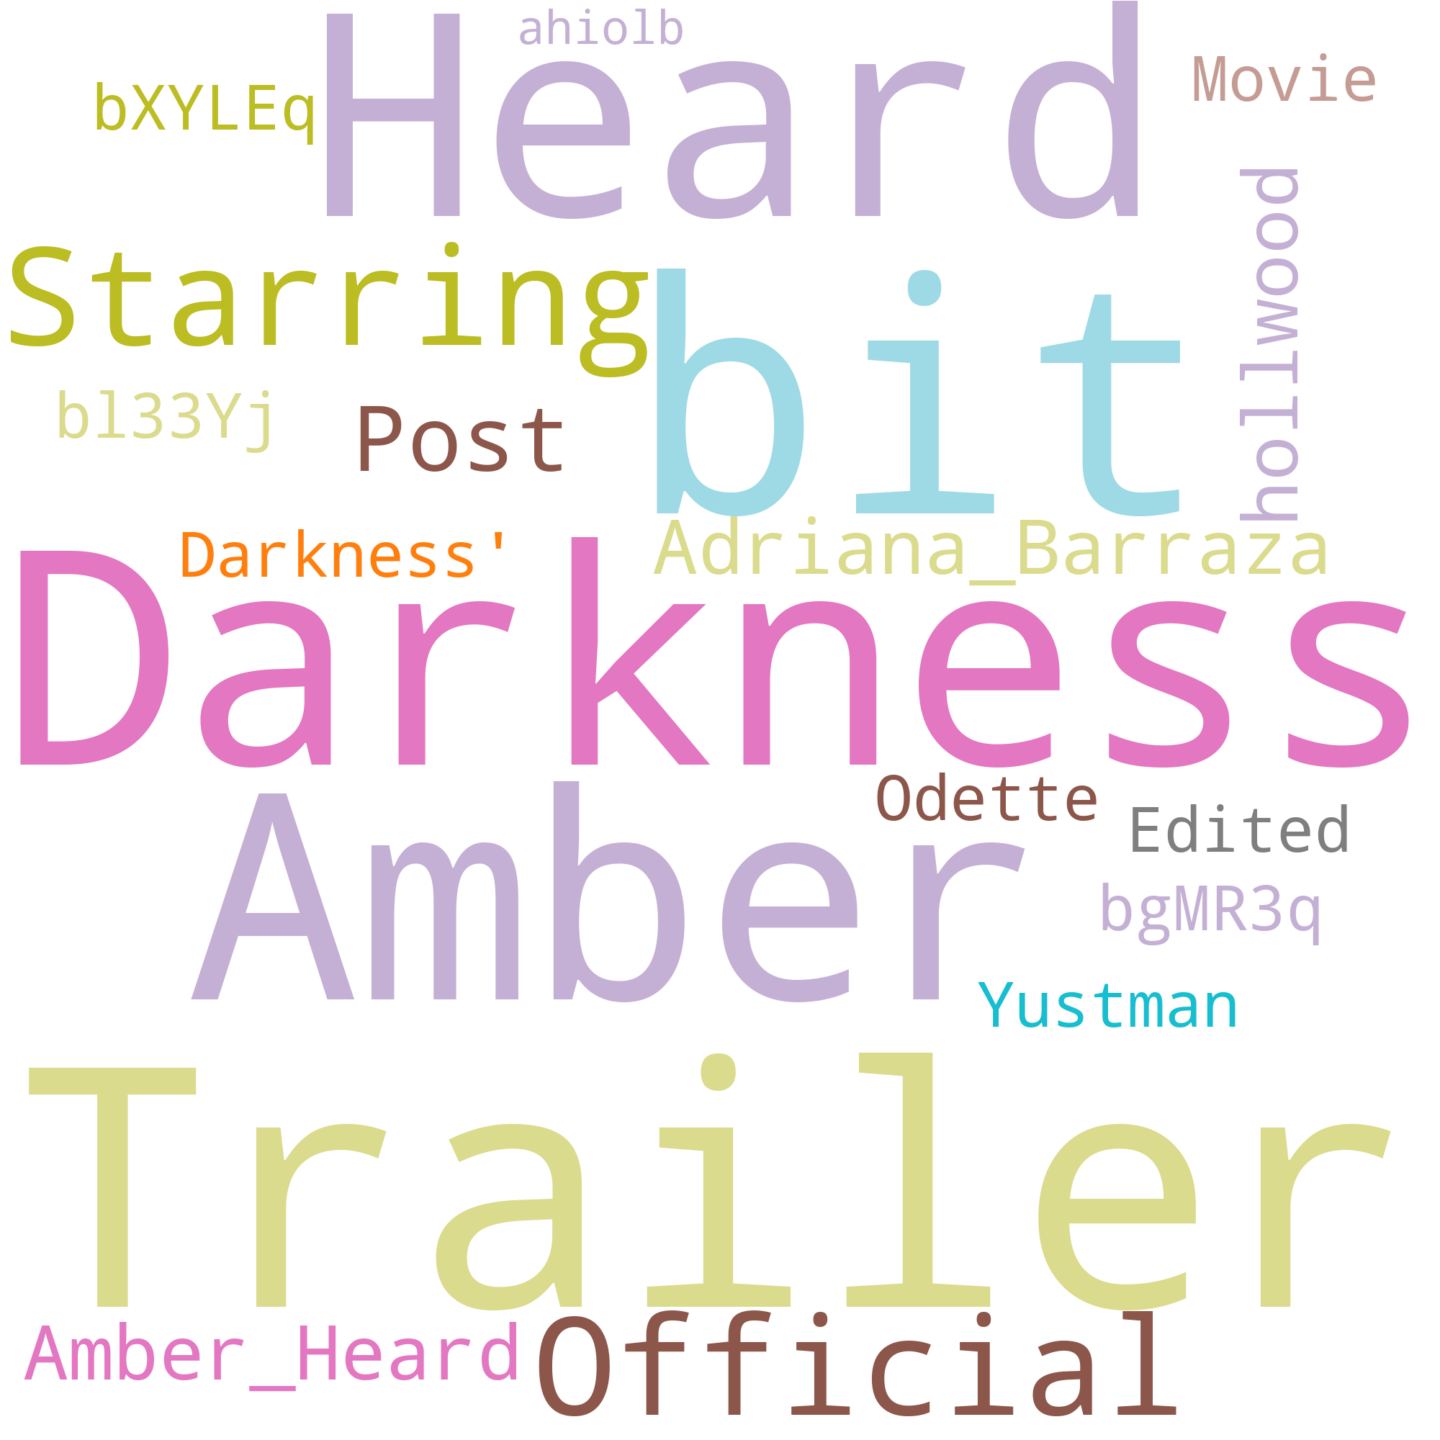 ahiolb
Heard
Movie
bXYLEq
hollwood
Starring
bit
bl33Yj
Post
Adriana_Barraza
Darkness'
Darkness
Odette
Edited
Amber
bgMR3q
Yustman
Trailer
Amber_Heard
Official